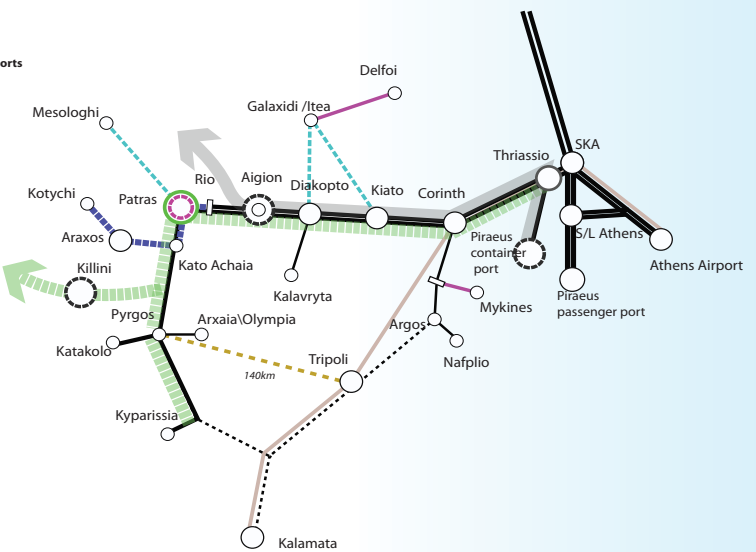 orts
Delfoi
Mesologhi
Galaxidi /Itea
SKA
Thriassio
Rio
Aigion
Kotychi
Patras
Diakopto
Kiato
Corinth
Araxos
Piraeus
container
port
S/L Athens
Kato Achaia
Athens Airport
Killini
Kalavryta
Piraeus
passenger port
Mykines
Pyrgos
Arxaia\Olympia
Argos
Katakolo
Tripoli
Nafplio
140km
Kyparissia
Kalamata